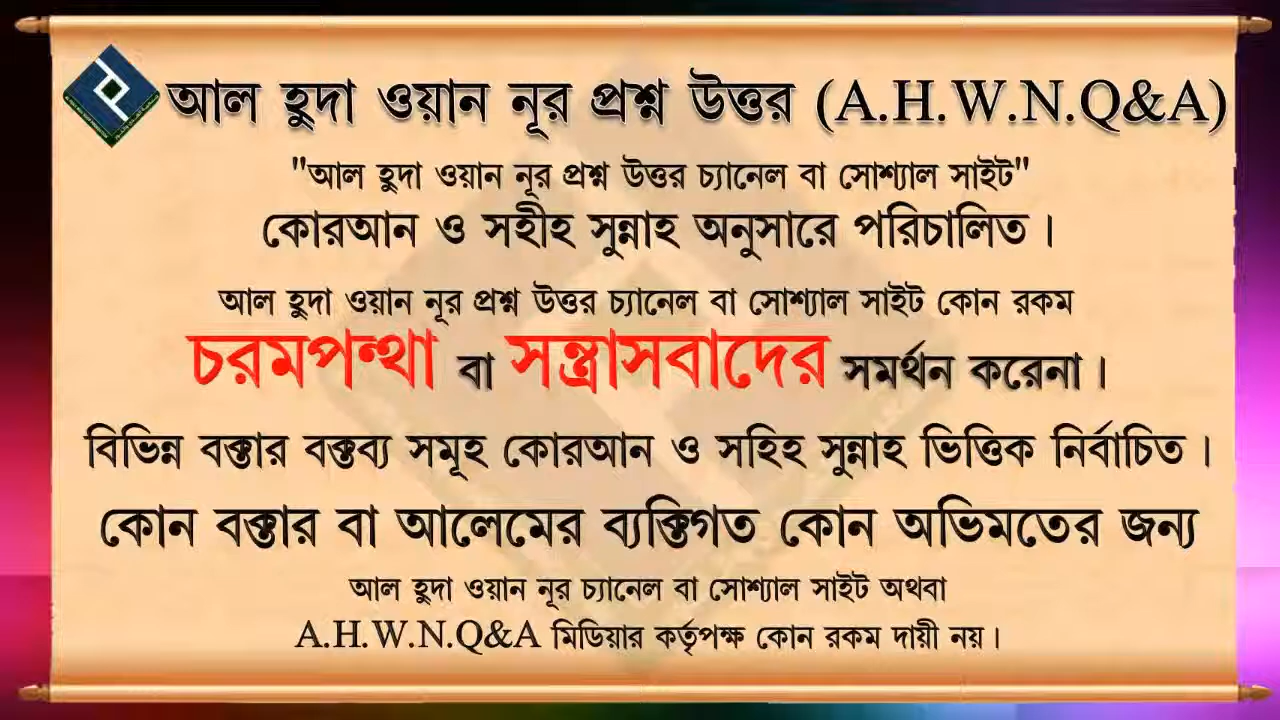 আল হুদা ওয়ান নূর প্রশ্ন উত্তর (A.H.W.N.Q&A)
"আল হুদা ওয়ান নূর প্রশ্ন উত্তর চ্যানেল বা সোশ্যাল সাইট"
কোরআন ও সহীহ সুন্নাহ অনুসারে পরিচালিত।
আল হুদা ওয়ান নূর প্রশ্ন উত্তর চ্যানেল বা সোশ্যাল সাইট কোন রকম
চরমপন্থা বা সন্ত্রাসবাদের সমর্থন করেনা।
বিভিন্ন বক্তার বক্তব্য সমূহ কোরআন ও সহিহ সুন্নাহ ভিত্তিক নির্বাচিত।
কোন বক্তার বা আলেমের ব্যক্তিগত কোন অভিমতের জন্য
আল হুদা ওয়ান নূর চ্যানেল বা সোশ্যাল সাইট অথবা
A.H.W.N.Q&A মিডিয়ার কর্তৃপক্ষ কোন রকম দায়ী নয়।